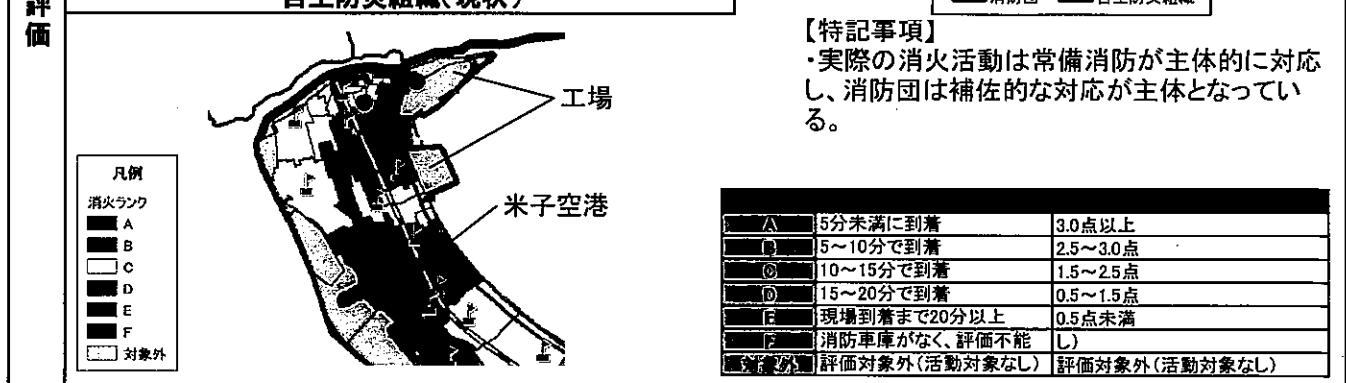 評
価
自主防災組織(現状)
消防団 自主防災組織
【特記事項】
・実際の消火活動は常備消防が主体的に対応
し、消防団は補佐的な対応が主体となってい
る。
工場
米子空港
凡例
消火ランク
A
B
C
D
E
F
対象外
A 5分未満に到着 3.0点以上
B 5~10分で到着 2.5~3.0点
C 10~15分で到着 1.5~2.5点
D 15~20分で到着 0.5~1.5点
E 現場到着まで20分以上 0.5点未満
F 消防車庫がなく、評価不能 し)
対象外 評価対象外(活動対象なし) 評価対象外(活動対象なし)